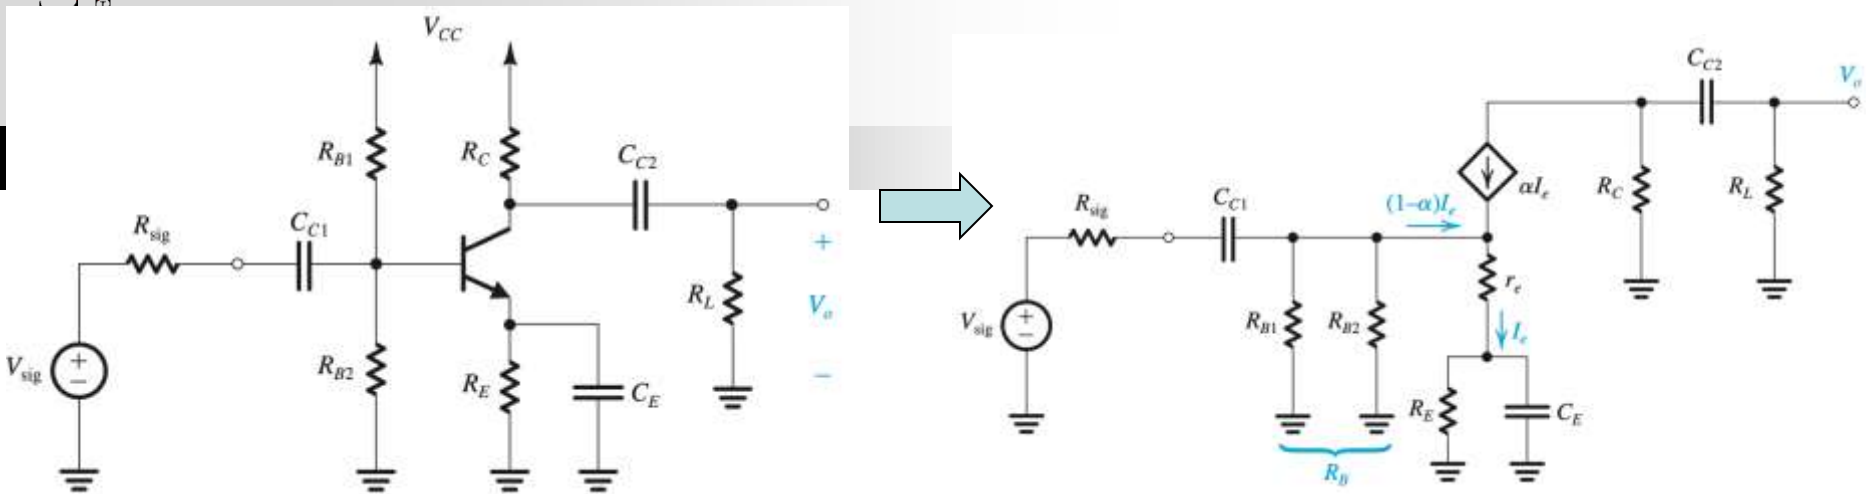 V_CC
R_B1
R_C
C_C2
R_sig
C_C1
R_L
+
V_o
−
V_sig
+
−
R_B2
R_E
C_E
C_C2
V_o
αI_e
R_C
R_L
(1–α)I_e
R_sig
C_C1
r_e
V_sig
+
−
R_B1
R_B2
I_e
R_E
C_E
R_B